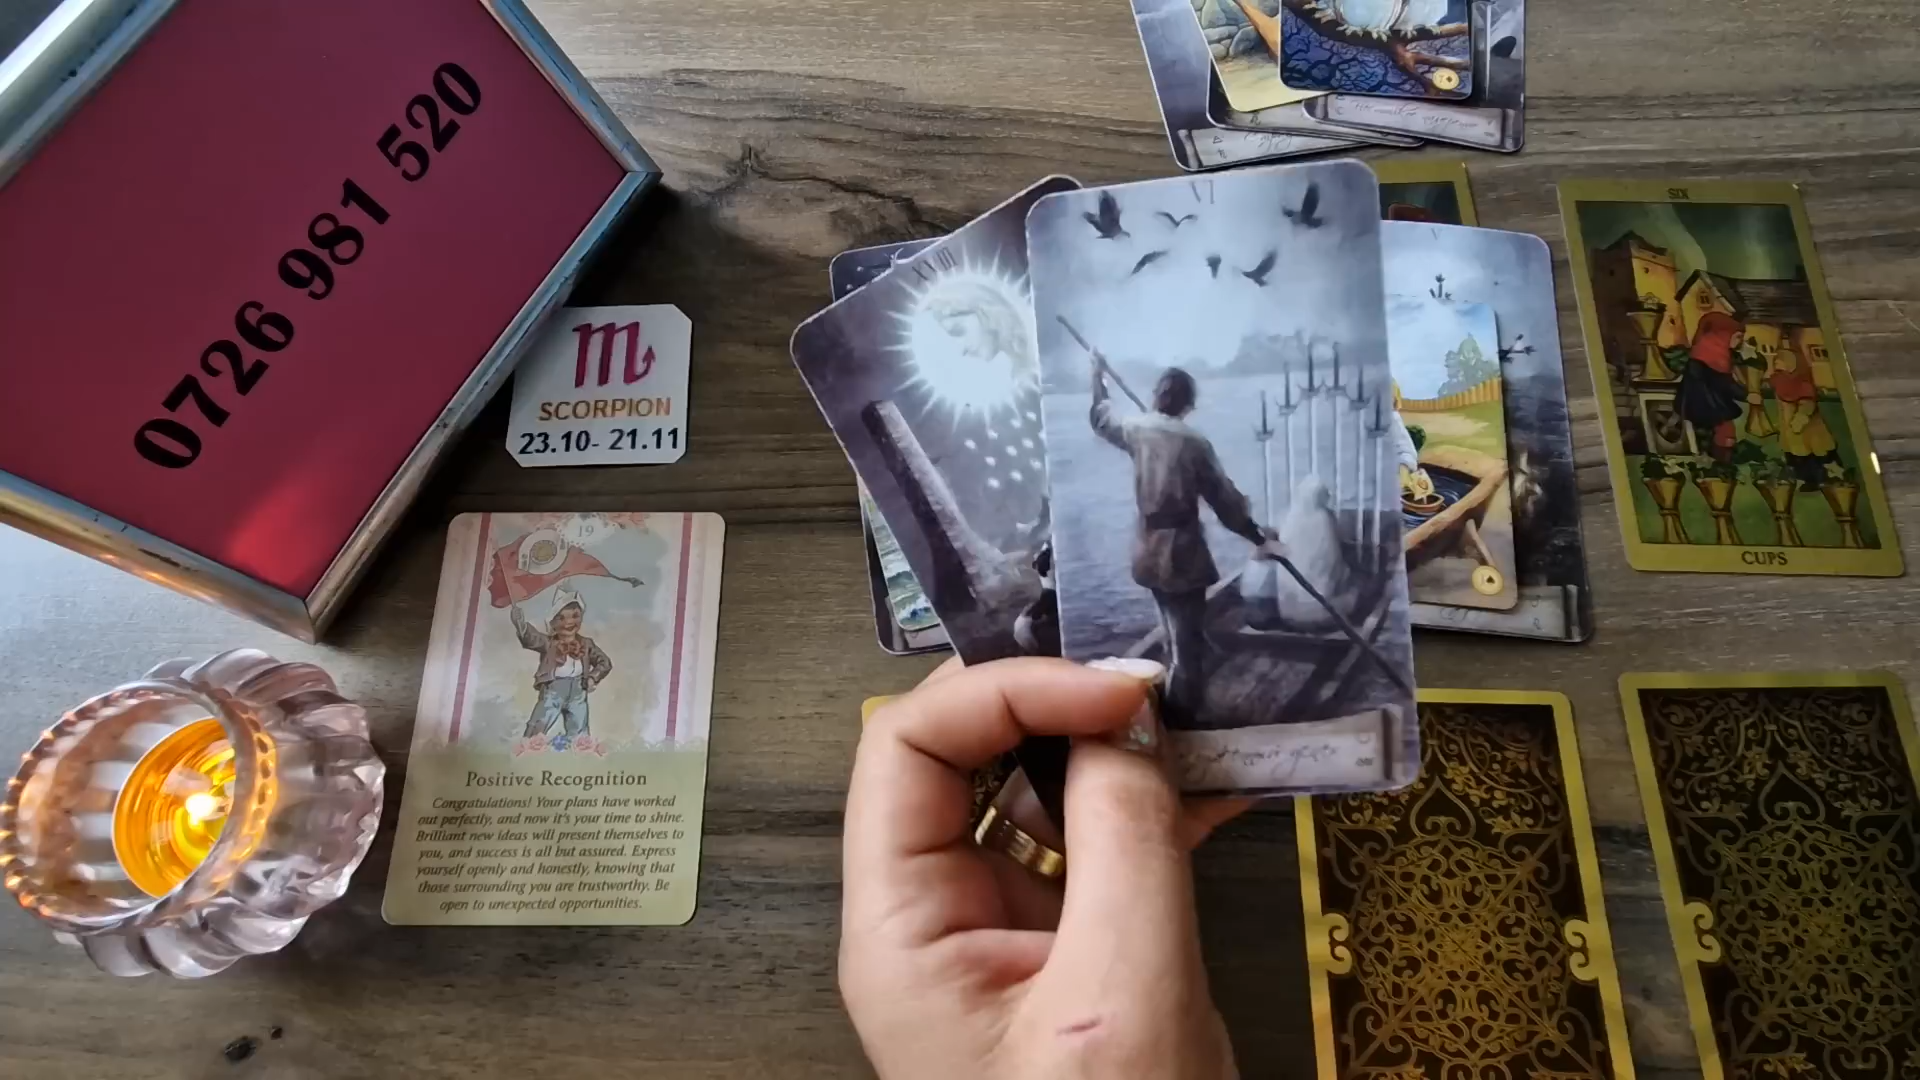 0726 981 520
SCORPION
23.10- 21.11
19
Positive Recognition
Congratulations! Your plans have worked
out perfectly, and now it's your time to shine.
Brilliant new ideas will present themselves to
you, and success is all but assured. Express
yourself openly and honestly, knowing that
those surrounding you are trustworthy. Be
open to unexpected opportunities.
XVIII
VI
V
SIX
CUPS